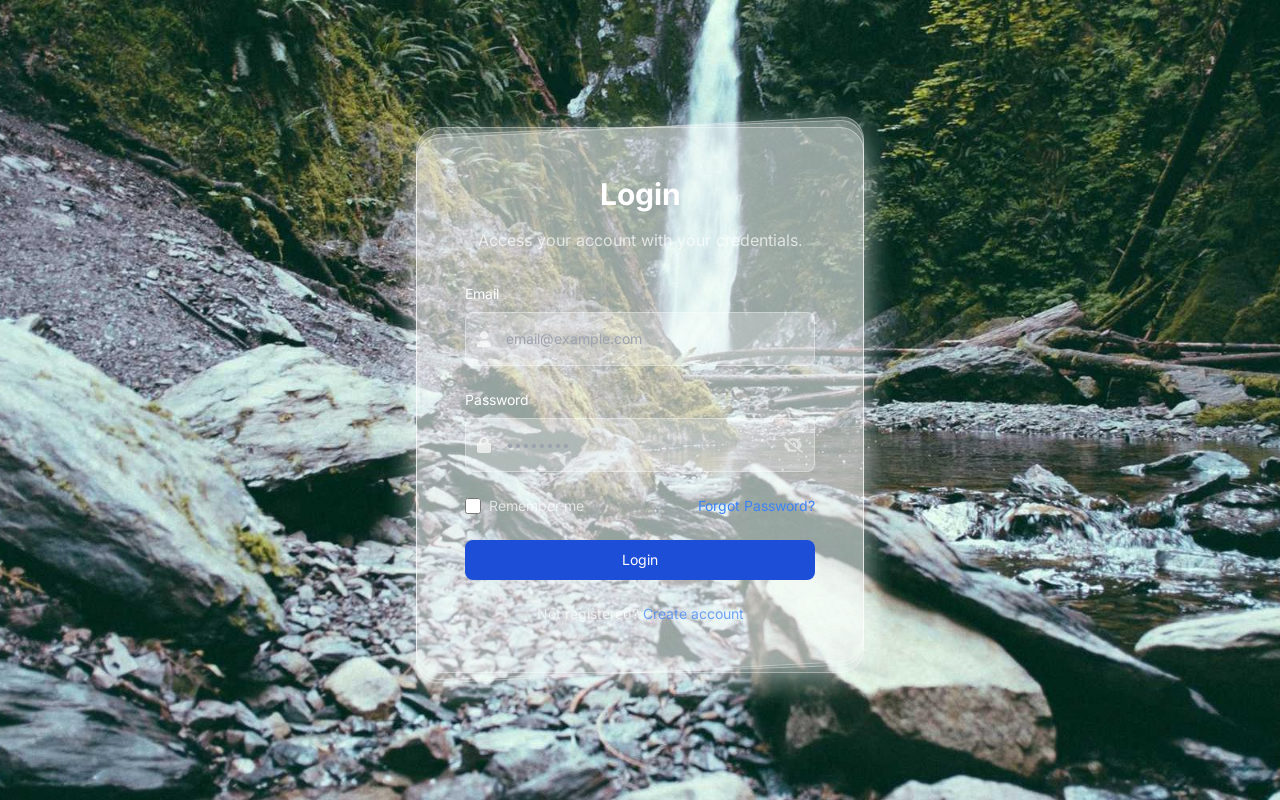 Login
Access your account with your credentials.
Email
email@example.com
Password
••••••••
Remember me
Forgot Password?
Login
Not registered? Create account